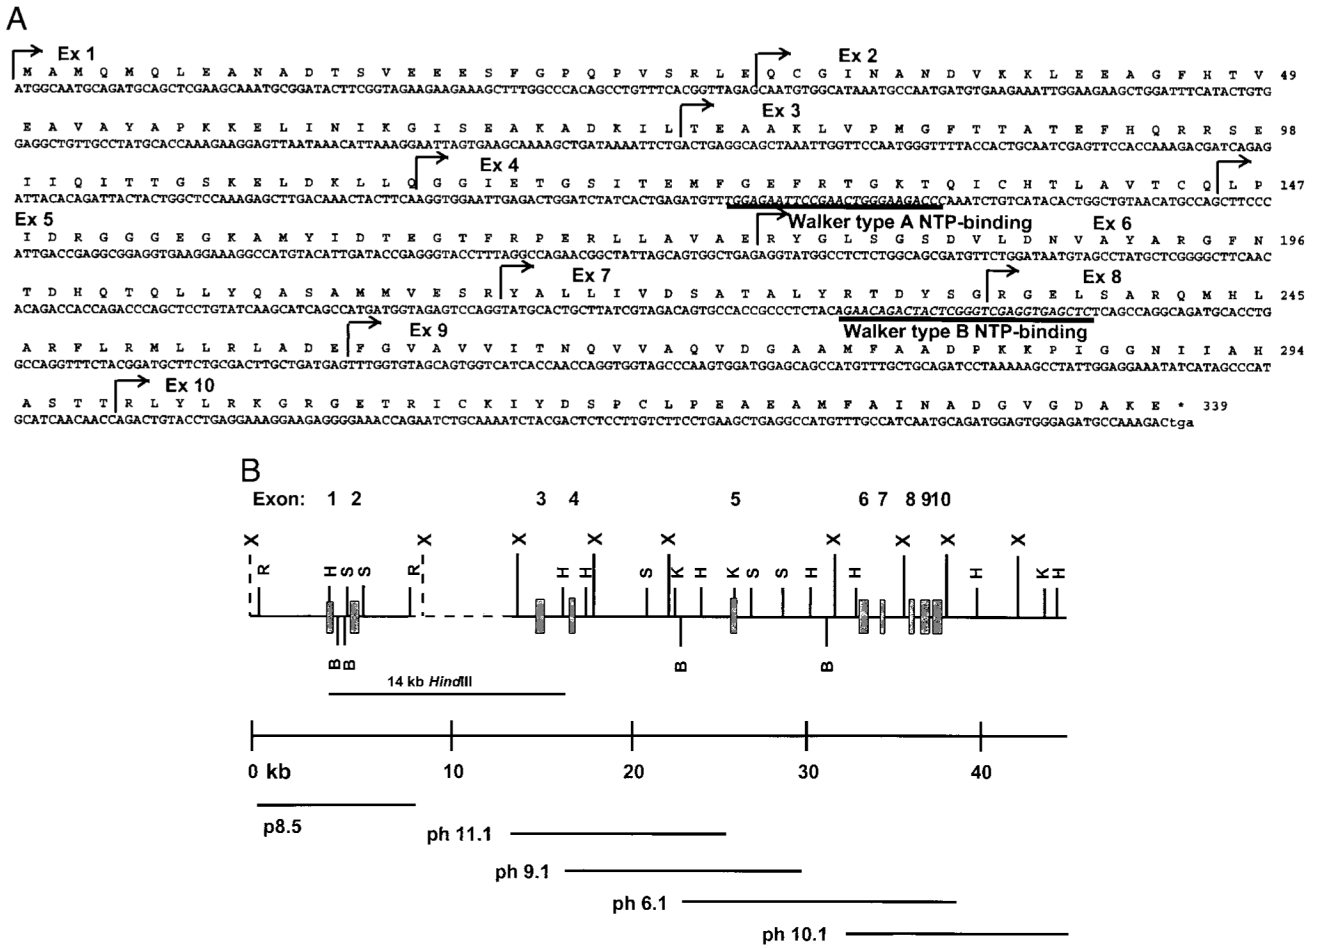 A
Ex 1
Ex 2
M A M Q M Q L E A N A D T S V E E E S F G P Q P V S R L E Q C G I N A N D V K K L E E A G F H T V 49
ATGGCAATGCAGATGCAGCTCGAAGCAAATGCGGATACTTCGGTAGAAGAAGAAAGCTTTGGCCCACAGCCTGTTTCACGGTTAGAGCAATGTGGCATAAATGCCAATGATGTGAAGAAATTGGAAGAAGCTGGATTTCATACTGTG
Ex 3
E A V A Y A P K K E L I N I K G I S E A K A D K I L T E A A K L V P M G F T T A T E F H Q R R S E 98
GAGGCTGTTGCCTATGCACCAAAGAAGGAGTTAATAAACATTAAAGGAATTAGTGAAGCAAAAGCTGATAAAATTCTGACTGAGGCAGCTAAATTGGTTCCAATGGGTTTTACCACTGCAATCGAGTTCCACCAAAGACGATCAGAG
Ex 4
I I Q I T T G S K E L D K L L Q G G I E T G S I T E M F G E F R T G K T Q I C H T L A V T C Q L P 147
ATTACACAGATTACTACTGGCTCCAAAGAGCTTGACAAACTACTTCAAGGTGGAATTGAGACTGGATCTATCACTGAGATGTTTGGAGAATTCCGAACTGGGAAGACCCAAATCTGTCATACACTGGCTGTAACATGCCAGCTTCCC
Ex 5
Walker type A NTP-binding
Ex 6
I D R G G G E G K A M Y I D T E G T F R P E R L L A V A E R Y G L S G S D V L D N V A Y A R G F N 196
ATTGACCGAGGCGGAGGTGAAGGAAAGGCCATGTACATTGATACCGAGGGTACCTTTAGGCCAGAACGGCTATTAGCAGTGGCTGAGAGGTATGGCCTCTCTGGCAGCGATGTTCTGGATAATGTAGCCTATGCTCGGGGCTTCAAC
Ex 7
Ex 8
T D H Q T Q L L Y Q A S A M M V E S R Y A L L I V D S A T A L Y R T D Y S G R G E L S A R Q M H L 245
ACAGACCACCAGACCCAGCTCCTGTATCAAGCATCAGCCATGATGGTAGAGTCCAGGTATGCACTGCTTATCGTAGACAGTGCCACCGCCCTCTACAGAACAGACTACTCGGGTCGAGGTGAGCTCTCAGCCAGGCAGATGCACCTG
Ex 9
Walker type B NTP-binding
A R F L R M L L R L A D E F G V A V V I T N Q V V A Q V D G A A M F A A D P K K P I G G N I I A H 294
GCCAGGTTTCTACGGATGCTTCTGCGACTTGCTGATGAGTTTGGTGTAGCAGTGGTCATCACCAACCAGGTGGTAGCCCAAGTGGATGGAGCAGCCATGTTTGCTGCAGATCCTAAAAAGCCTATTGGAGGAAATATCATAGCCCAT
Ex 10
A S T T R L Y L R K G R G E T R I C K I Y D S P C L P E A E A M F A I N A D G V G D A K E * 339
GCATCAACAACCAGACTGTACCTGAGGAAAGGAAGAGGGGAAACCAGAATCTGCAAAATCTACGACTCTCCTTGTCTTCCTGAAGCTGAGGCCATGTTTGCCATCAATGCAGATGGAGTGGGAGATGCCAAAGACtga
B
Exon: 1 2 3 4 5 6 7 8 9 10
X X X X X X X X X
R H S S R H H S K H K S S H H H K H
B B B B
14 kb HindIII
0 kb 10 20 30 40
p8.5
ph 11.1
ph 9.1
ph 6.1
ph 10.1